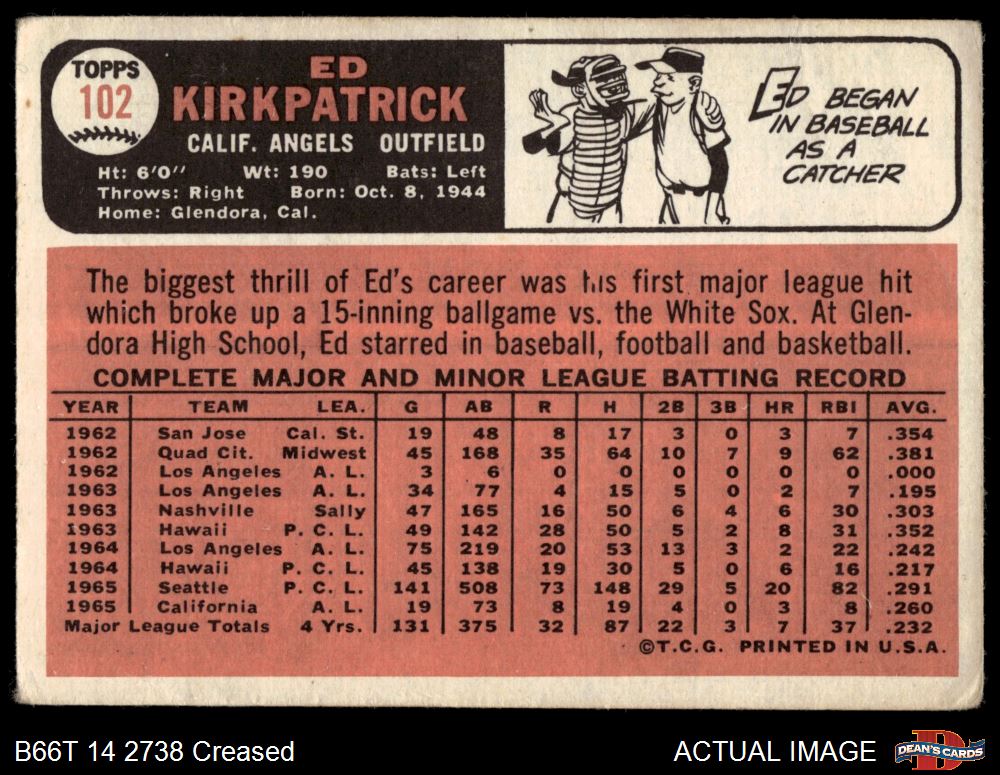 TOPPS
102
ED
KIRKPATRICK
CALIF. ANGELS OUTFIELD
Ht: 6'0" Wt: 190 Bats: Left
Throws: Right Born: Oct. 8, 1944
Home: Glendora, Cal.
ED BEGAN
IN BASEBALL
AS A
CATCHER
The biggest thrill of Ed's career was his first major league hit
which broke up a 15-inning ballgame vs. the White Sox. At Glen-
dora High School, Ed starred in baseball, football and basketball.
COMPLETE MAJOR AND MINOR LEAGUE BATTING RECORD
YEAR TEAM LEA. G AB R H 2B 3B HR RBI AVG.
1962 San Jose Cal. St. 19 48 8 17 3 0 3 7 .354
1962 Quad Cit. Midwest 45 168 35 64 10 7 9 62 .381
1962 Los Angeles A. L. 3 6 0 0 0 0 0 0 .000
1963 Los Angeles A. L. 34 77 4 15 5 0 2 7 .195
1963 Nashville Sally 47 165 16 50 6 4 6 30 .303
1963 Hawaii P. C. L. 49 142 28 50 5 2 8 31 .352
1964 Los Angeles A. L. 75 219 20 53 13 3 2 22 .242
1964 Hawaii P. C. L. 45 138 19 30 5 0 6 16 .217
1965 Seattle P. C. L. 141 508 73 148 29 5 20 82 .291
1965 California A. L. 19 73 8 19 4 0 3 8 .260
Major League Totals 4 Yrs. 131 375 32 87 22 3 7 37 .232
©T.C.G. PRINTED IN U.S.A.
B66T 14 2738 Creased
ACTUAL IMAGE
DEAN'S CARDS